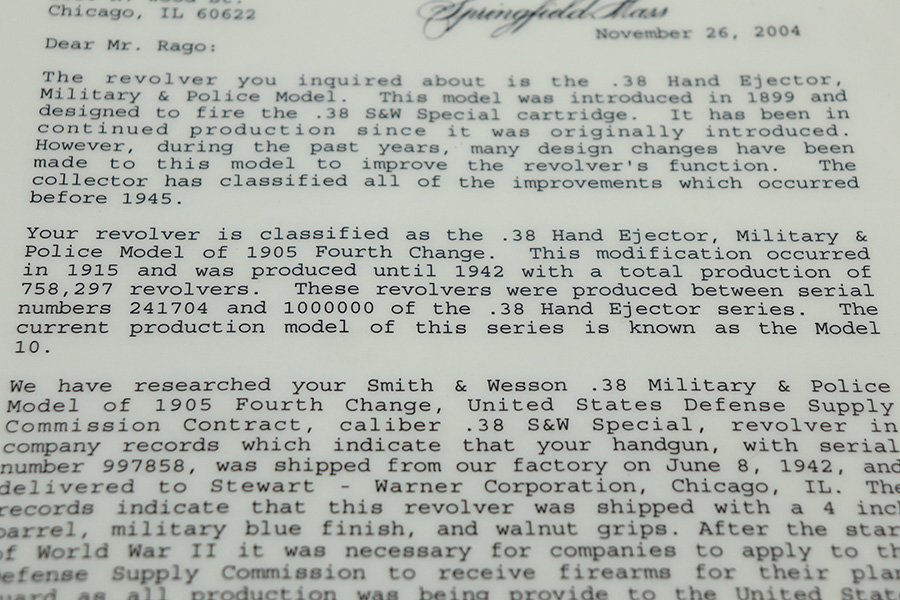 Chicago, IL 60622
Springfield Mass
November 26, 2004
Dear Mr. Rago:
The revolver you inquired about is the .38 Hand Ejector,
Military & Police Model. This model was introduced in 1899 and
designed to fire the .38 S&W Special cartridge. It has been in
continued production since it was originally introduced.
However, during the past years, many design changes have been
made to this model to improve the revolver's function. The
collector has classified all of the improvements which occurred
before 1945.
Your revolver is classified as the .38 Hand Ejector, Military &
Police Model of 1905 Fourth Change. This modification occurred
in 1915 and was produced until 1942 with a total production of
758,297 revolvers. These revolvers were produced between serial
numbers 241704 and 1000000 of the .38 Hand Ejector series. The
current production model of this series is known as the Model
10.
We have researched your Smith & Wesson .38 Military & Police
Model of 1905 Fourth Change, United States Defense Supply
Commission Contract, caliber .38 S&W Special, revolver in
company records which indicate that your handgun, with serial
number 997858, was shipped from our factory on June 8, 1942, and
delivered to Stewart - Warner Corporation, Chicago, IL. The
records indicate that this revolver was shipped with a 4 inc
barrel, military blue finish, and walnut grips. After the star
of World War II it was necessary for companies to apply to th
Defense Supply Commission to receive firearms for their plan
as all production was being provide to the United Stat